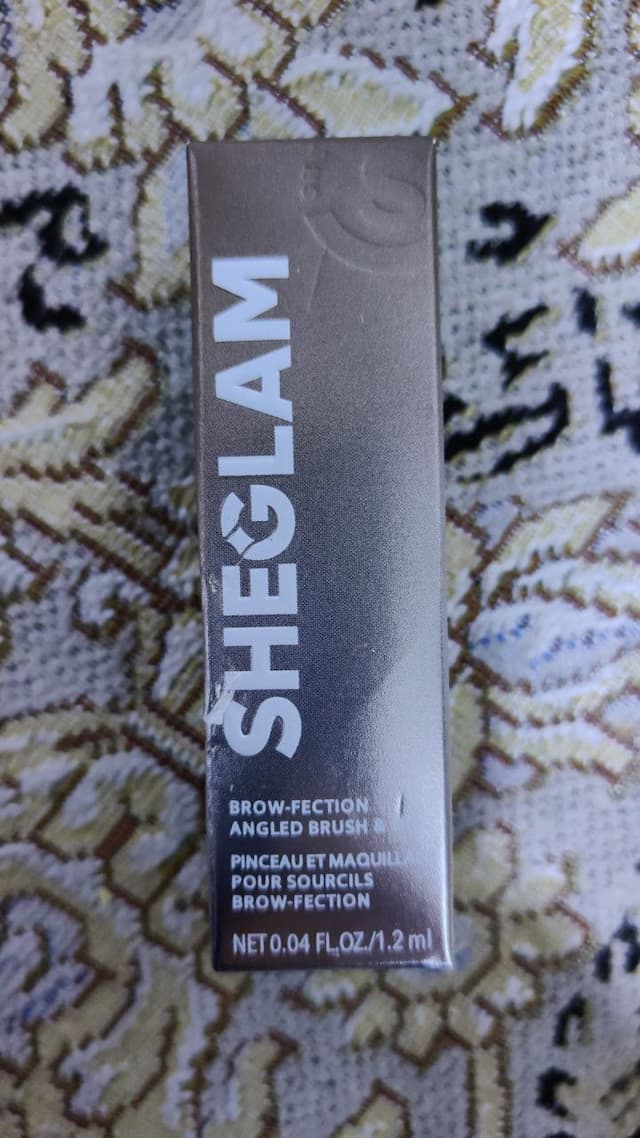 SHEGLAM
BROW-FECTION
ANGLED BRUSH &
PINCEAU ET
POUR SOURCILS
BROW-FECTION
NET 0.04 FL.OZ./1.2 ml